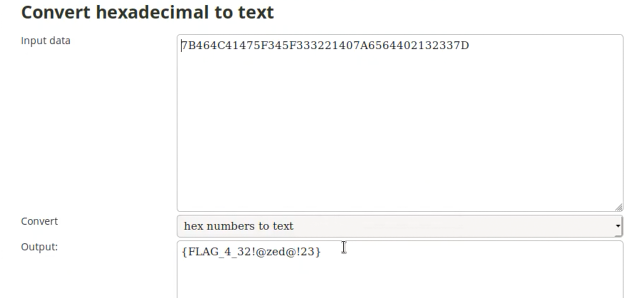 Convert hexadecimal to text
Input data
7B464C41475F345F333221407A6564402132337D
Convert
hex numbers to text
Output:
{FLAG_4_32!@zed@!23}